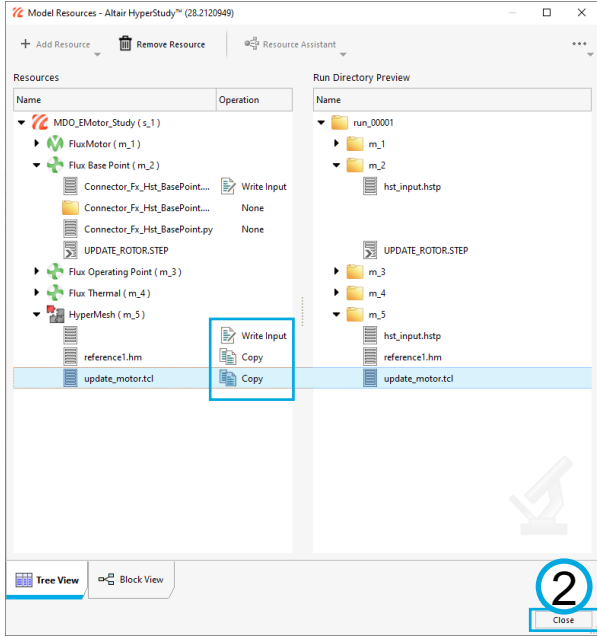 Model Resources - Altair HyperStudy™ (28.2120949)
+ Add Resource Remove Resource Resource Assistant
Resources Run Directory Preview
Name Operation Name
MDO_EMotor_Study ( s_1 ) run_00001
FluxMotor ( m_1 ) m_1
Flux Base Point ( m_2 ) m_2
Connector_Fx_Hst_BasePoint.... Write Input hst_input.hstp
Connector_Fx_Hst_BasePoint.... None
Connector_Fx_Hst_BasePoint.py None
UPDATE_ROTOR.STEP UPDATE_ROTOR.STEP
Flux Operating Point ( m_3 ) m_3
Flux Thermal ( m_4 ) m_4
HyperMesh ( m_5 ) m_5
Write Input hst_input.hstp
reference1.hm Copy reference1.hm
update_motor.tcl Copy update_motor.tcl
Tree View Block View
2
Close